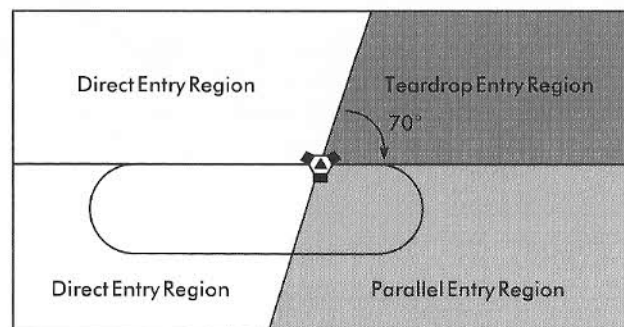 Direct Entry Region
Teardrop Entry Region
70°
Direct Entry Region
Parallel Entry Region